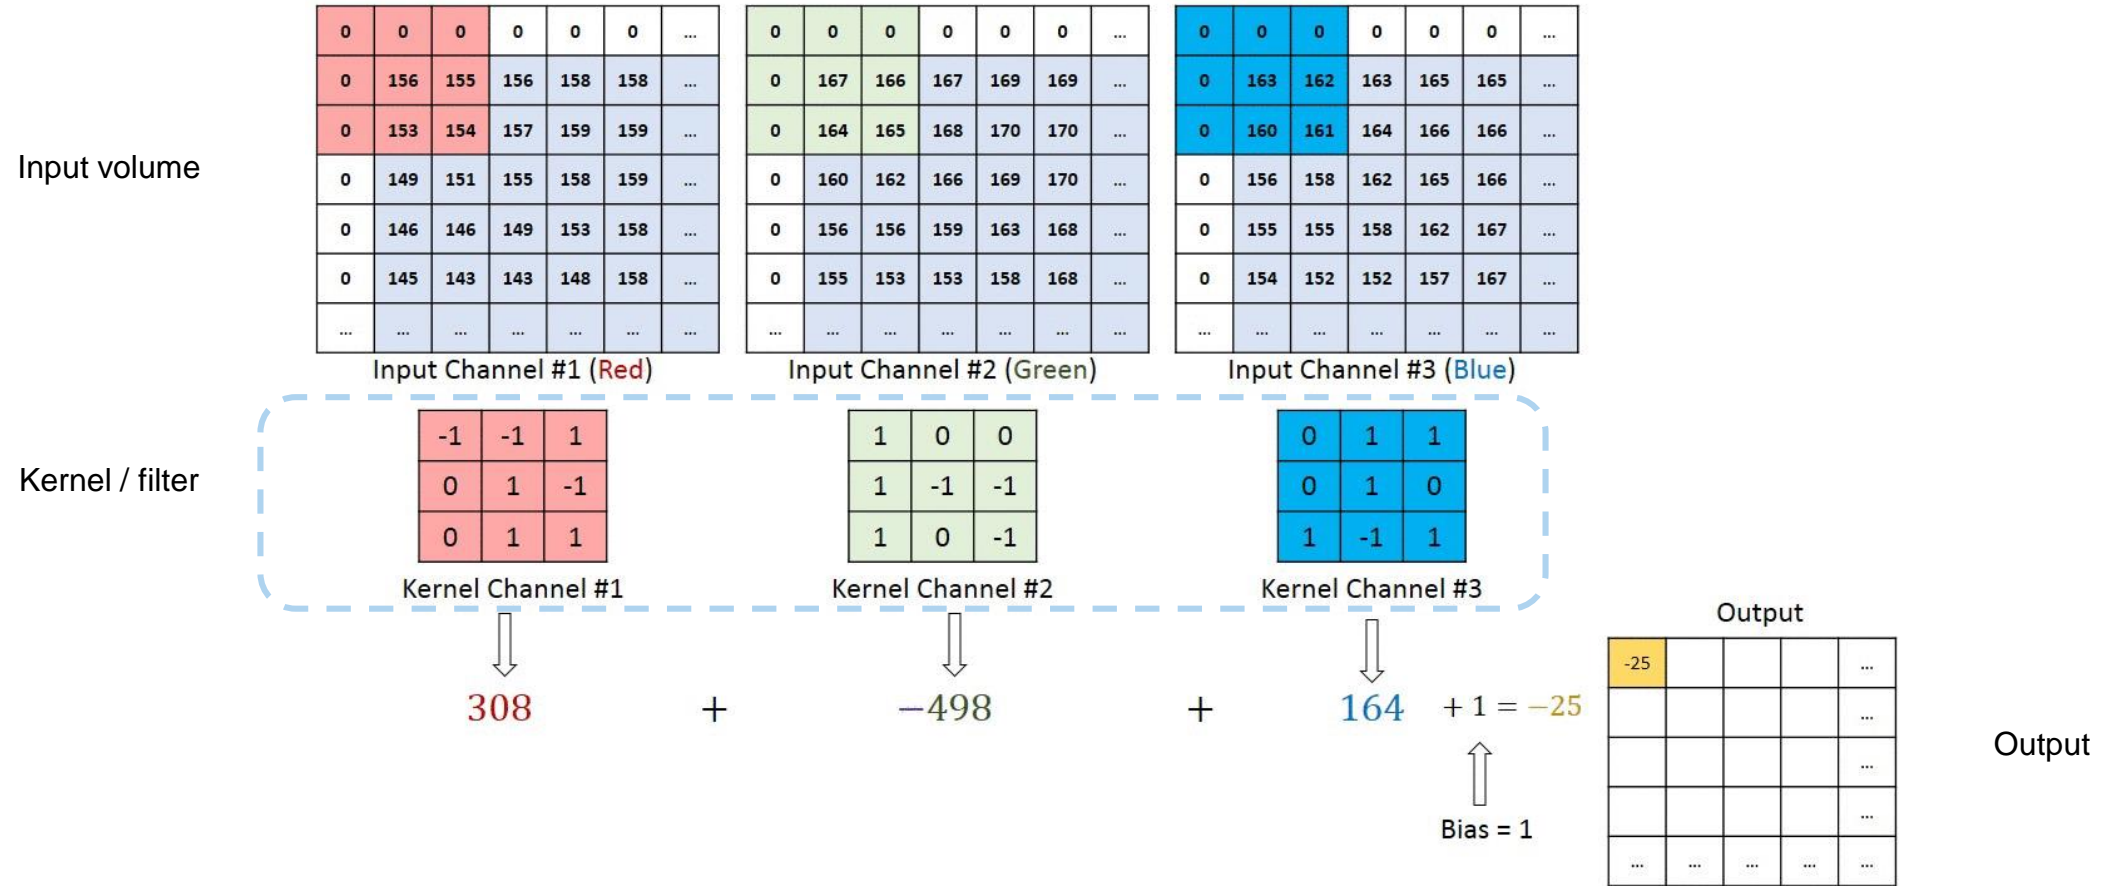 0 0 0 0 0 0 ... 0 0 0 0 0 0 ... 0 0 0 0 0 0 ...
0 156 155 156 158 158 ... 0 167 166 167 169 169 ... 0 163 162 163 165 165 ...
0 153 154 157 159 159 ... 0 164 165 168 170 170 ... 0 160 161 164 166 166 ...
Input volume
0 149 151 155 158 159 ... 0 160 162 166 169 170 ... 0 156 158 162 165 166 ...
0 146 146 149 153 158 ... 0 156 156 159 163 168 ... 0 155 155 158 162 167 ...
0 145 143 143 148 158 ... 0 155 153 153 158 168 ... 0 154 152 152 157 167 ...
... ... ... ... ... ... ... ... ... ... ... ... ... ... ... ... ... ... ... ... ...
Input Channel #1 (Red) Input Channel #2 (Green) Input Channel #3 (Blue)
-1 -1 1 1 0 0 0 1 1
Kernel / filter
0 1 -1 1 -1 -1 0 1 0
0 1 1 1 0 -1 1 -1 1
Kernel Channel #1 Kernel Channel #2 Kernel Channel #3
Output
-25 ...
308 + −498 + 164 + 1 = −25
...
Output
...
Bias = 1
...
... ... ... ... ...